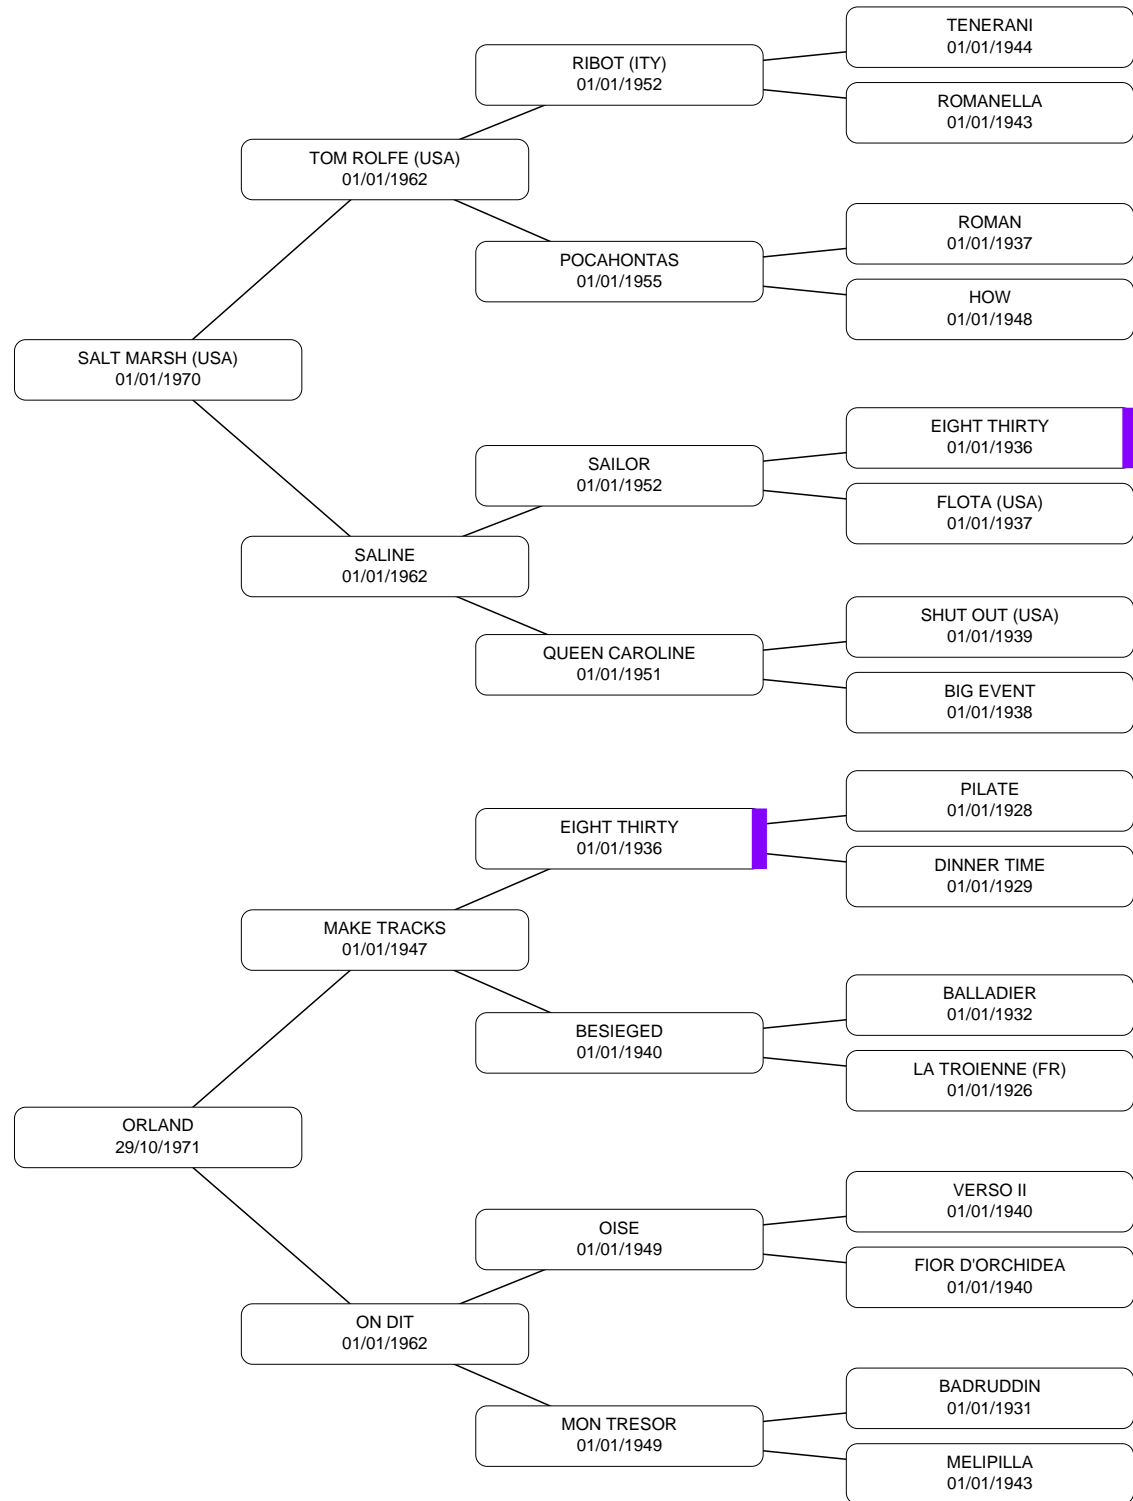 TENERANI
01/01/1944
RIBOT (ITY)
01/01/1952
ROMANELLA
01/01/1943
TOM ROLFE (USA)
01/01/1962
ROMAN
01/01/1937
POCAHONTAS
01/01/1955
HOW
01/01/1948
SALT MARSH (USA)
01/01/1970
EIGHT THIRTY
01/01/1936
SAILOR
01/01/1952
FLOTA (USA)
01/01/1937
SALINE
01/01/1962
SHUT OUT (USA)
01/01/1939
QUEEN CAROLINE
01/01/1951
BIG EVENT
01/01/1938
PILATE
01/01/1928
EIGHT THIRTY
01/01/1936
DINNER TIME
01/01/1929
MAKE TRACKS
01/01/1947
BALLADIER
01/01/1932
BESIEGED
01/01/1940
LA TROIENNE (FR)
01/01/1926
ORLAND
29/10/1971
VERSO II
01/01/1940
OISE
01/01/1949
FIOR D'ORCHIDEA
01/01/1940
ON DIT
01/01/1962
BADRUDDIN
01/01/1931
MON TRESOR
01/01/1949
MELIPILLA
01/01/1943